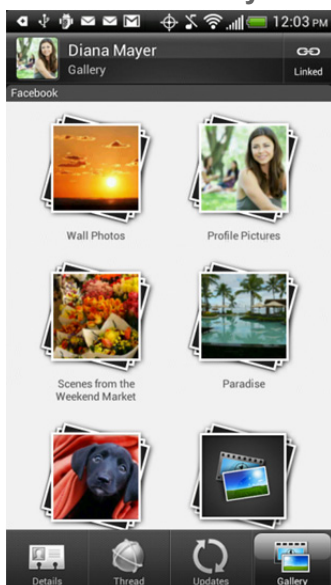 12:03 PM
Diana Mayer
Gallery
Linked
Facebook
Wall Photos
Profile Pictures
Scenes from the
Weekend Market
Paradise
Details
Thread
Updates
Gallery